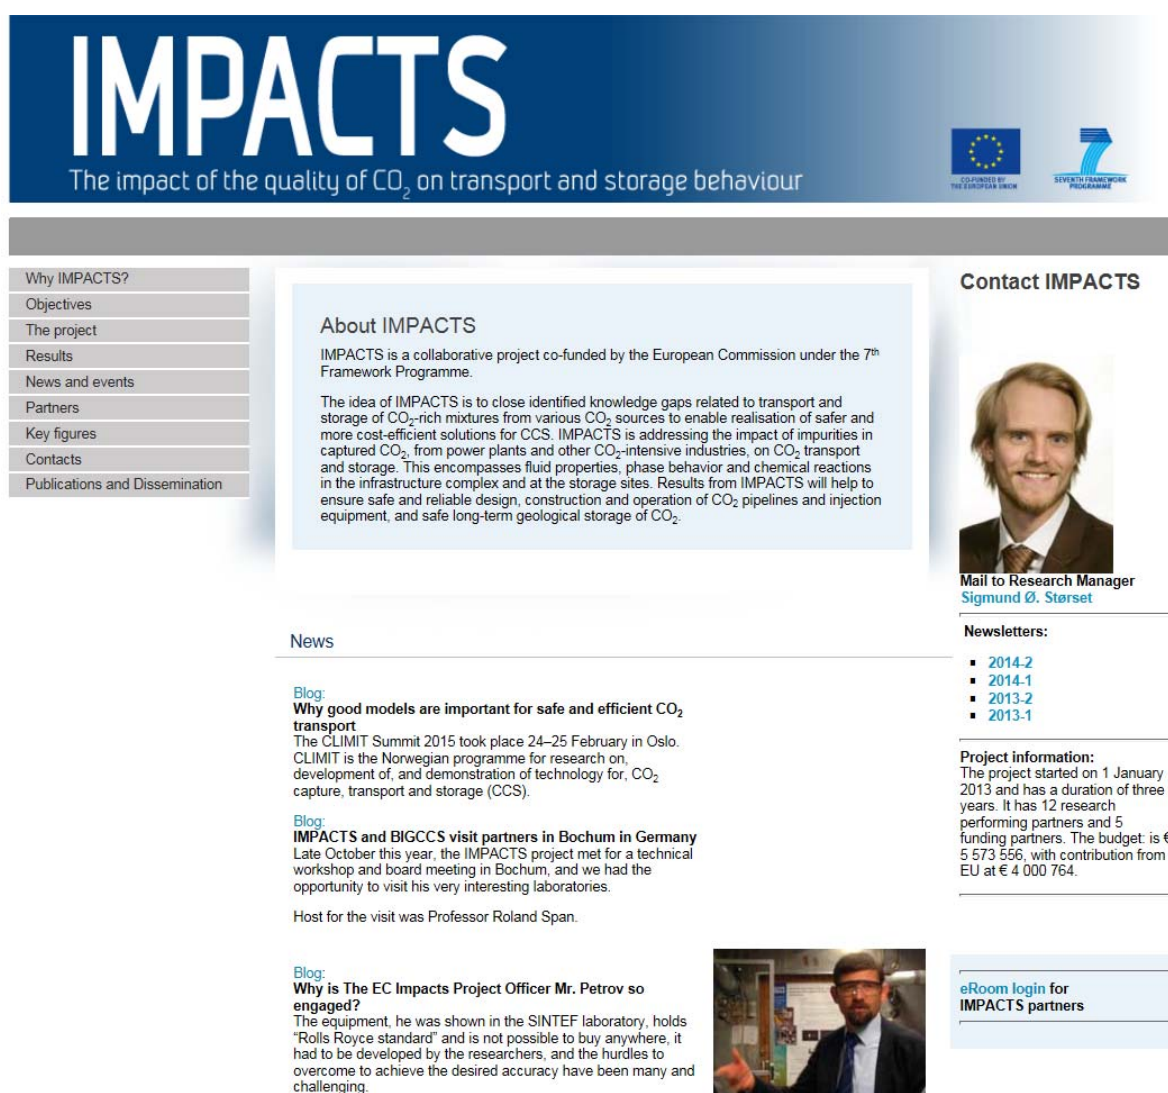 IMPACTS
The impact of the quality of CO₂ on transport and storage behaviour
CO-FUNDED BY
THE EUROPEAN UNION
7
SEVENTH FRAMEWORK
PROGRAMME
Why IMPACTS?
Objectives
The project
Results
News and events
Partners
Key figures
Contacts
Publications and Dissemination
About IMPACTS
IMPACTS is a collaborative project co-funded by the European Commission under the 7th
Framework Programme.
The idea of IMPACTS is to close identified knowledge gaps related to transport and
storage of CO₂-rich mixtures from various CO₂ sources to enable realisation of safer and
more cost-efficient solutions for CCS. IMPACTS is addressing the impact of impurities in
captured CO₂, from power plants and other CO₂-intensive industries, on CO₂ transport
and storage. This encompasses fluid properties, phase behavior and chemical reactions
in the infrastructure complex and at the storage sites. Results from IMPACTS will help to
ensure safe and reliable design, construction and operation of CO₂ pipelines and injection
equipment, and safe long-term geological storage of CO₂.
News
Blog:
Why good models are important for safe and efficient CO₂
transport
The CLIMIT Summit 2015 took place 24–25 February in Oslo.
CLIMIT is the Norwegian programme for research on,
development of, and demonstration of technology for, CO₂
capture, transport and storage (CCS).
Blog:
IMPACTS and BIGCCS visit partners in Bochum in Germany
Late October this year, the IMPACTS project met for a technical
workshop and board meeting in Bochum, and we had the
opportunity to visit his very interesting laboratories.
Host for the visit was Professor Roland Span.
Blog:
Why is The EC Impacts Project Officer Mr. Petrov so
engaged?
The equipment, he was shown in the SINTEF laboratory, holds
“Rolls Royce standard” and is not possible to buy anywhere, it
had to be developed by the researchers, and the hurdles to
overcome to achieve the desired accuracy have been many and
challenging.
Contact IMPACTS
Mail to Research Manager
Sigmund Ø. Størset
Newsletters:
▪ 2014-2
▪ 2014-1
▪ 2013-2
▪ 2013-1
Project information:
The project started on 1 January
2013 and has a duration of three
years. It has 12 research
performing partners and 5
funding partners. The budget: is €
5 573 556, with contribution from
EU at € 4 000 764.
eRoom login for
IMPACTS partners